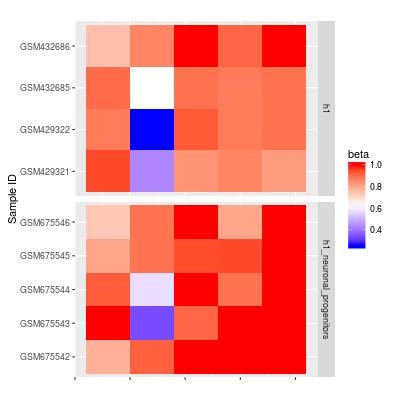 GSM432686
GSM432685
GSM429322
GSM429321
h1
GSM675546
GSM675545
GSM675544
GSM675543
GSM675542
h1_neuronal_progenitors
Sample ID
beta
1.0
0.8
0.6
0.4